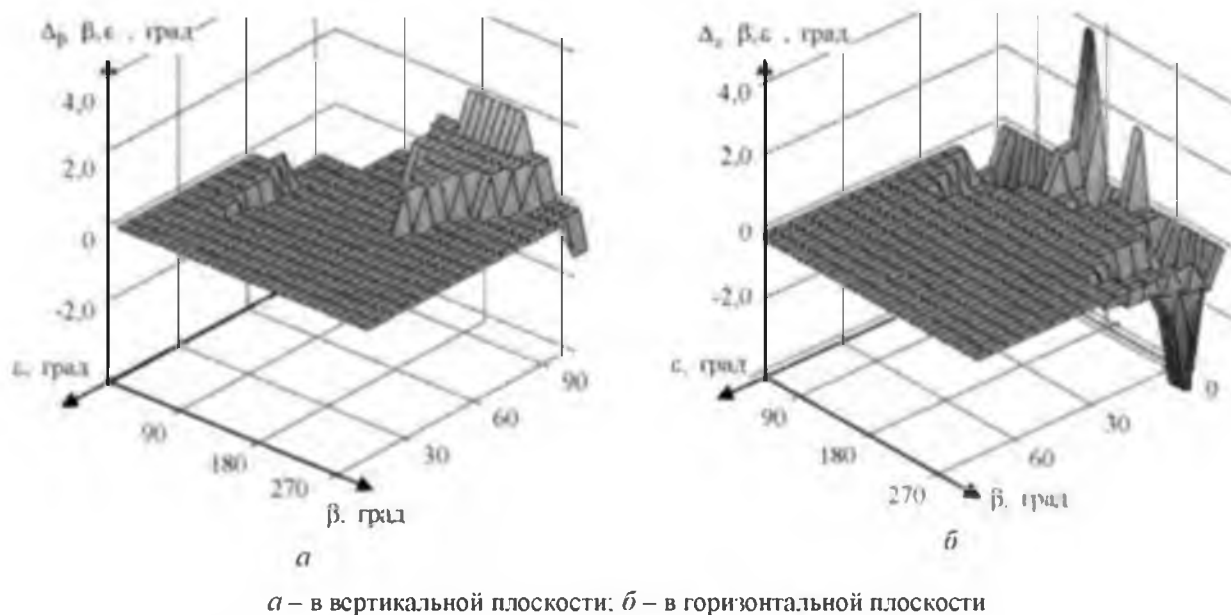 Δβ β,ε , град
4,0
2,0
0
-2,0
ε, град
90
180
270
β, град
30
60
90
а
Δε β,ε , град
4,0
2,0
0
-2,0
ε, град
90
180
270
β, град
60
30
0
б
а – в вертикальной плоскости; б – в горизонтальной плоскости